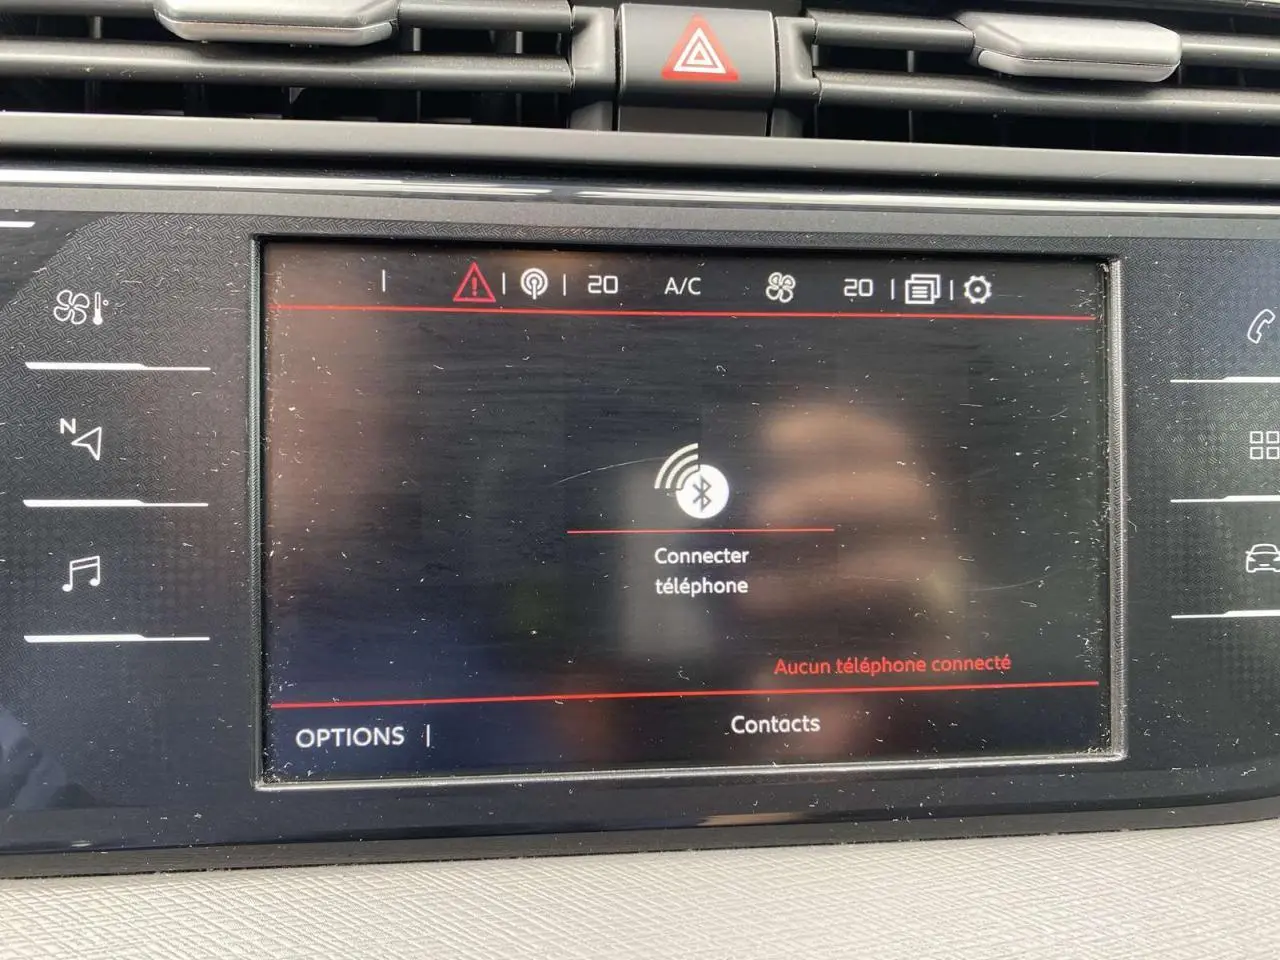 20 A/C 20
N
Connecter
téléphone
Aucun téléphone connecté
OPTIONS
Contacts